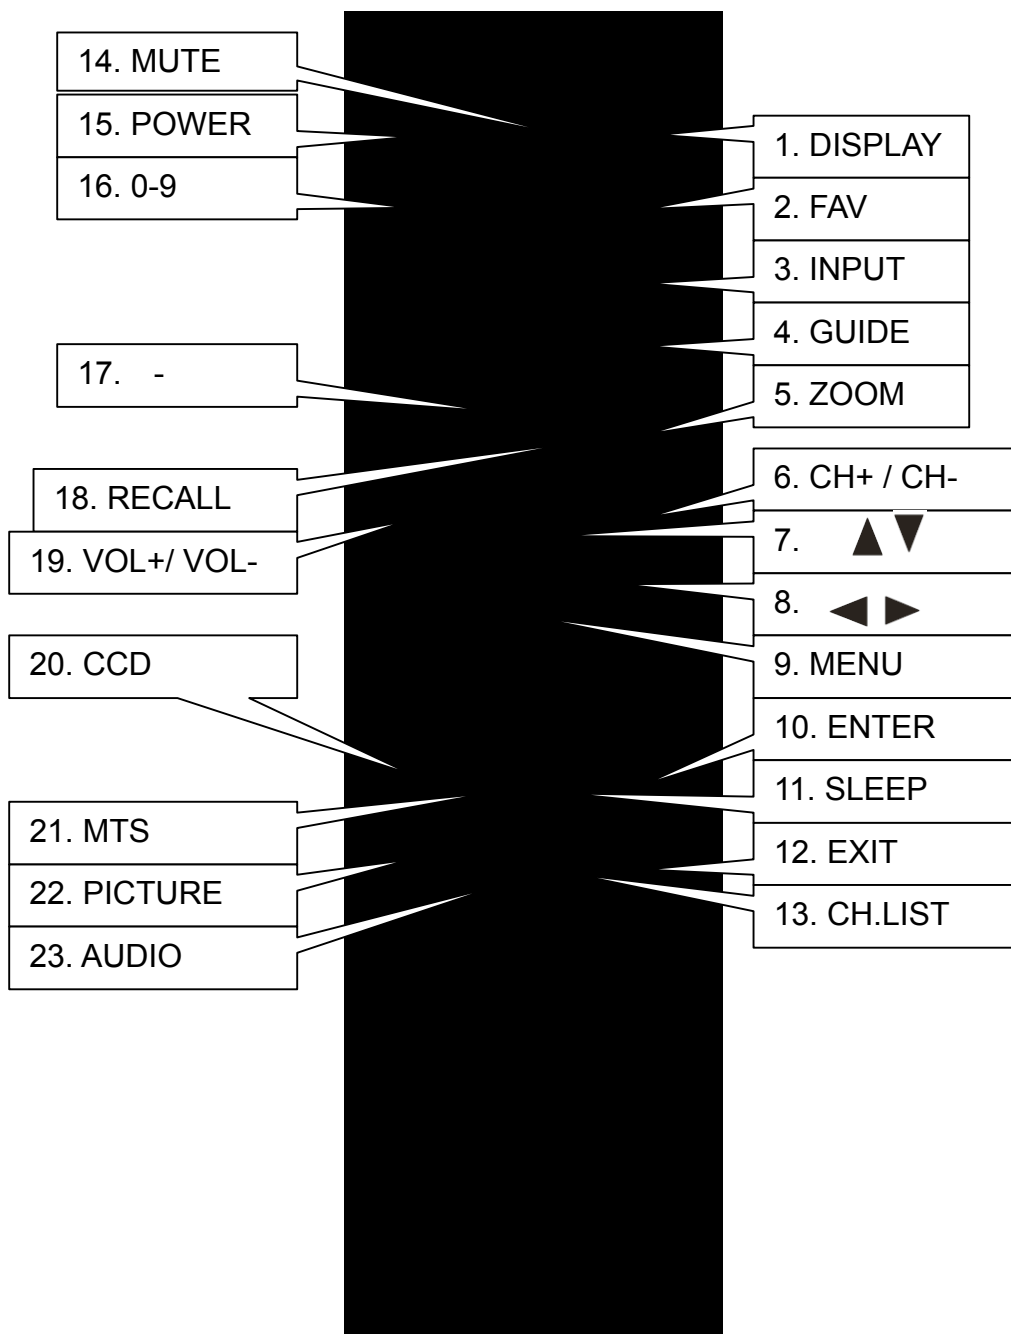 14. MUTE
15. POWER
16. 0-9
17. -
18. RECALL
19. VOL+/ VOL-
20. CCD
21. MTS
22. PICTURE
23. AUDIO
1. DISPLAY
2. FAV
3. INPUT
4. GUIDE
5. ZOOM
6. CH+ / CH-
7. ▲ ▼
8. ◀ ▶
9. MENU
10. ENTER
11. SLEEP
12. EXIT
13. CH.LIST